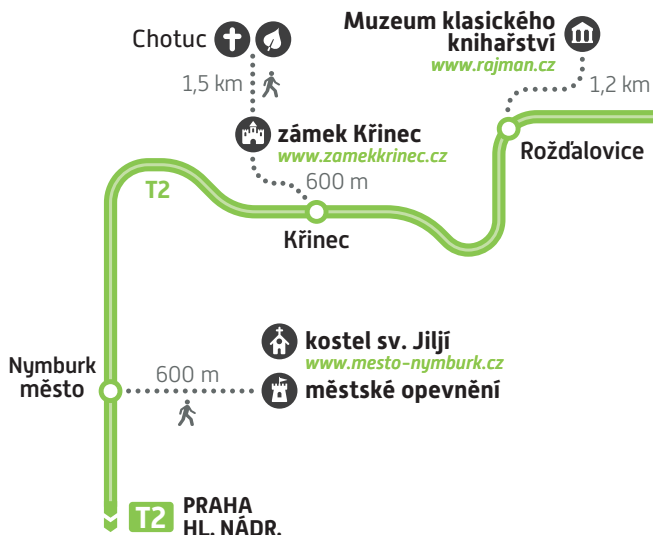 Chotuc
1,5 km
Muzeum klasického
knihařství
www.rajman.cz
1,2 km
zámek Křinec
www.zamekkrinec.cz
600 m
Rožďalovice
T2
Křinec
kostel sv. Jiljí
www.mesto-nymburk.cz
Nymburk
město
600 m
městské opevnění
T2
PRAHA
HL. NÁDR.